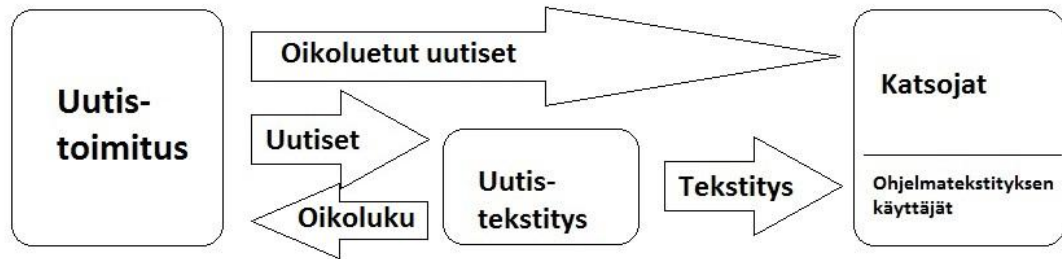 Uutis-
toimitus
Oikoluetut uutiset
Uutiset
Oikoluku
Uutis-
tekstitys
Tekstitys
Katsojat
Ohjelmatekstityksen
käyttäjät